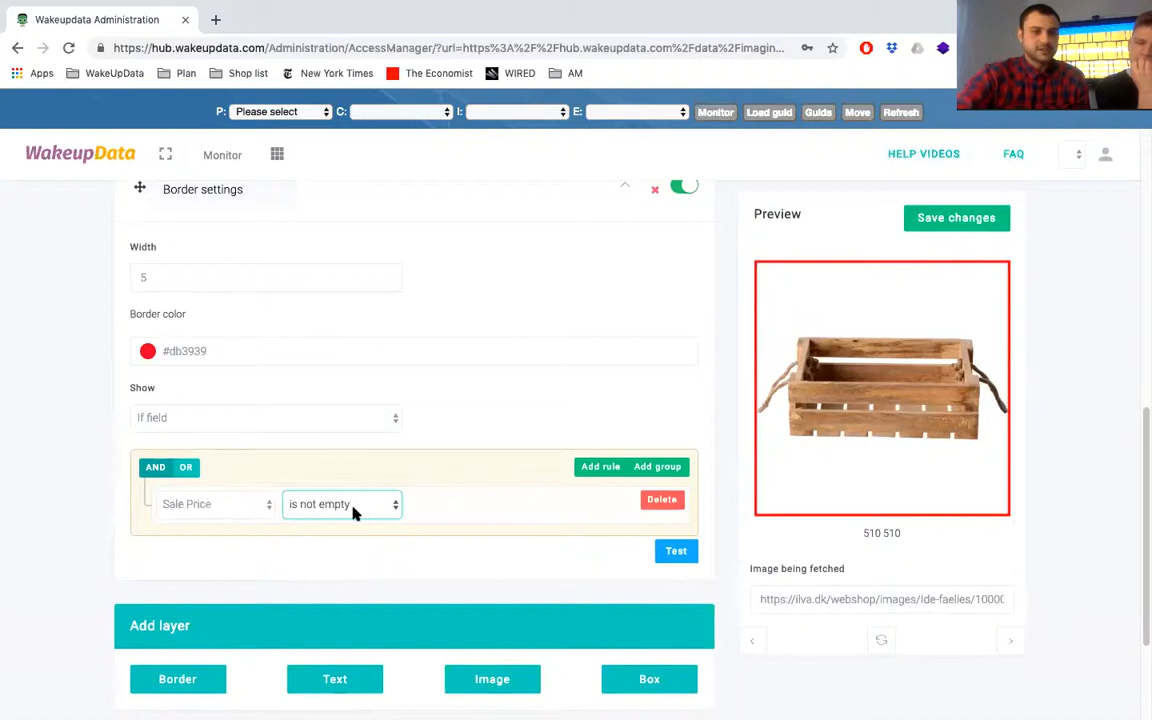 Wakeupdata Administration
https://hub.wakeupdata.com/Administration/AccessManager/?url=https%3A%2F%2Fhub.wakeupdata.com%2Fdata%2Fimagin...
Apps WakeUpData Plan Shop list New York Times The Economist WIRED AM
P: Please select C: I: E: Monitor Load guid Guids Move Refresh
WakeupData Monitor HELP VIDEOS FAQ
Border settings
Preview Save changes
Width
5
Border color
#db3939
Show
If field
AND OR Add rule Add group
Sale Price is not empty Delete
510 510
Test
Image being fetched
https://ilva.dk/webshop/images/Ide-faelles/1000(
Add layer
Border Text Image Box